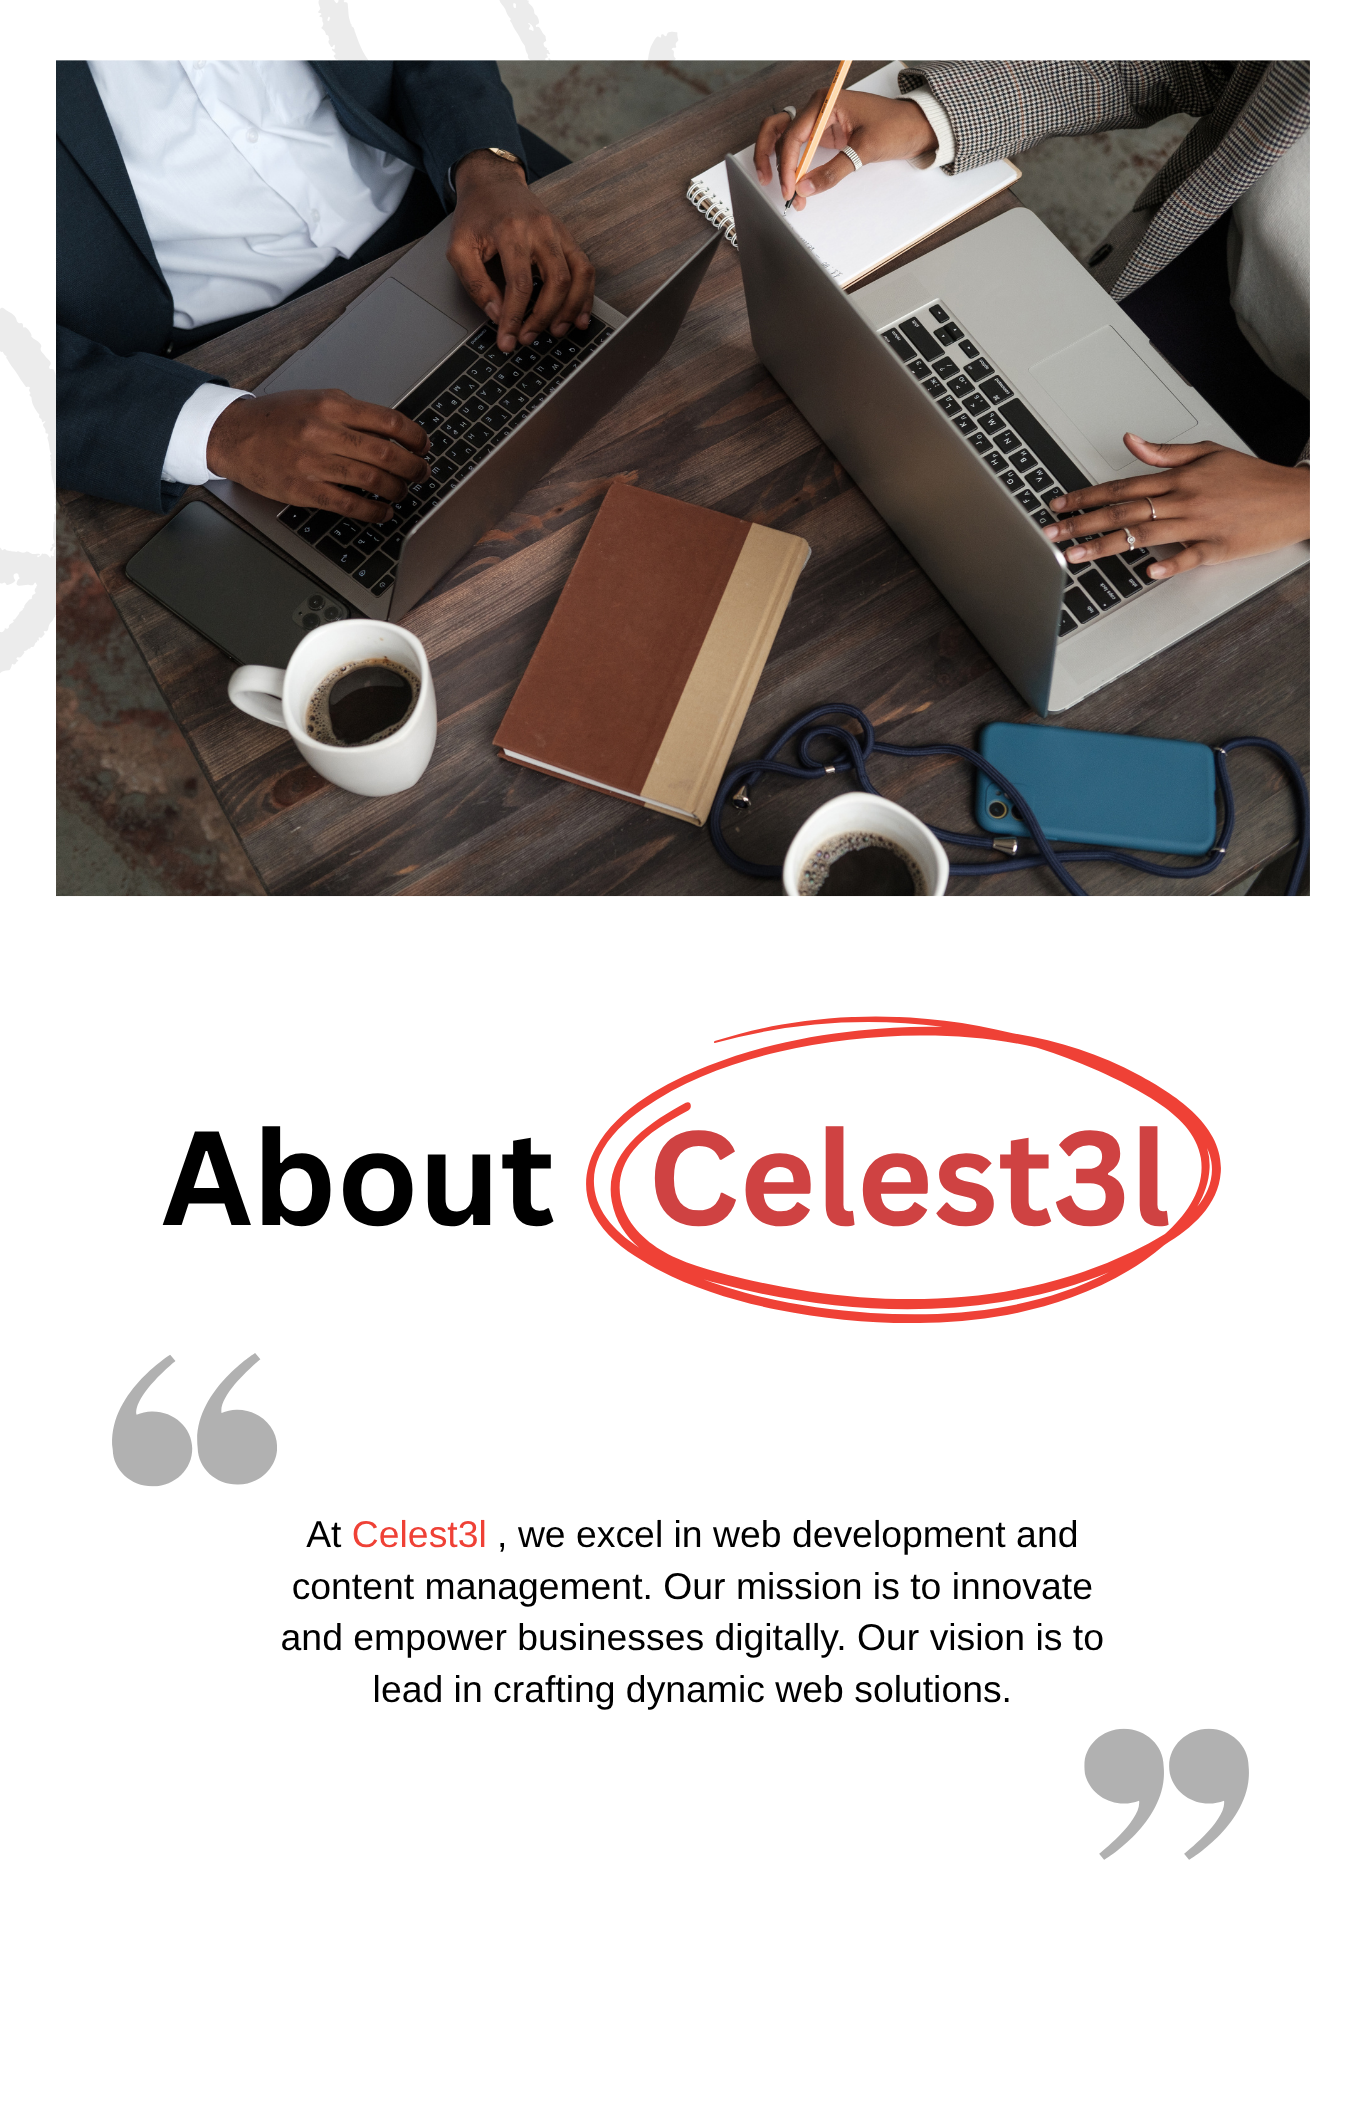 About Celest3l
“
At Celest3l , we excel in web development and
content management. Our mission is to innovate
and empower businesses digitally. Our vision is to
lead in crafting dynamic web solutions.
”